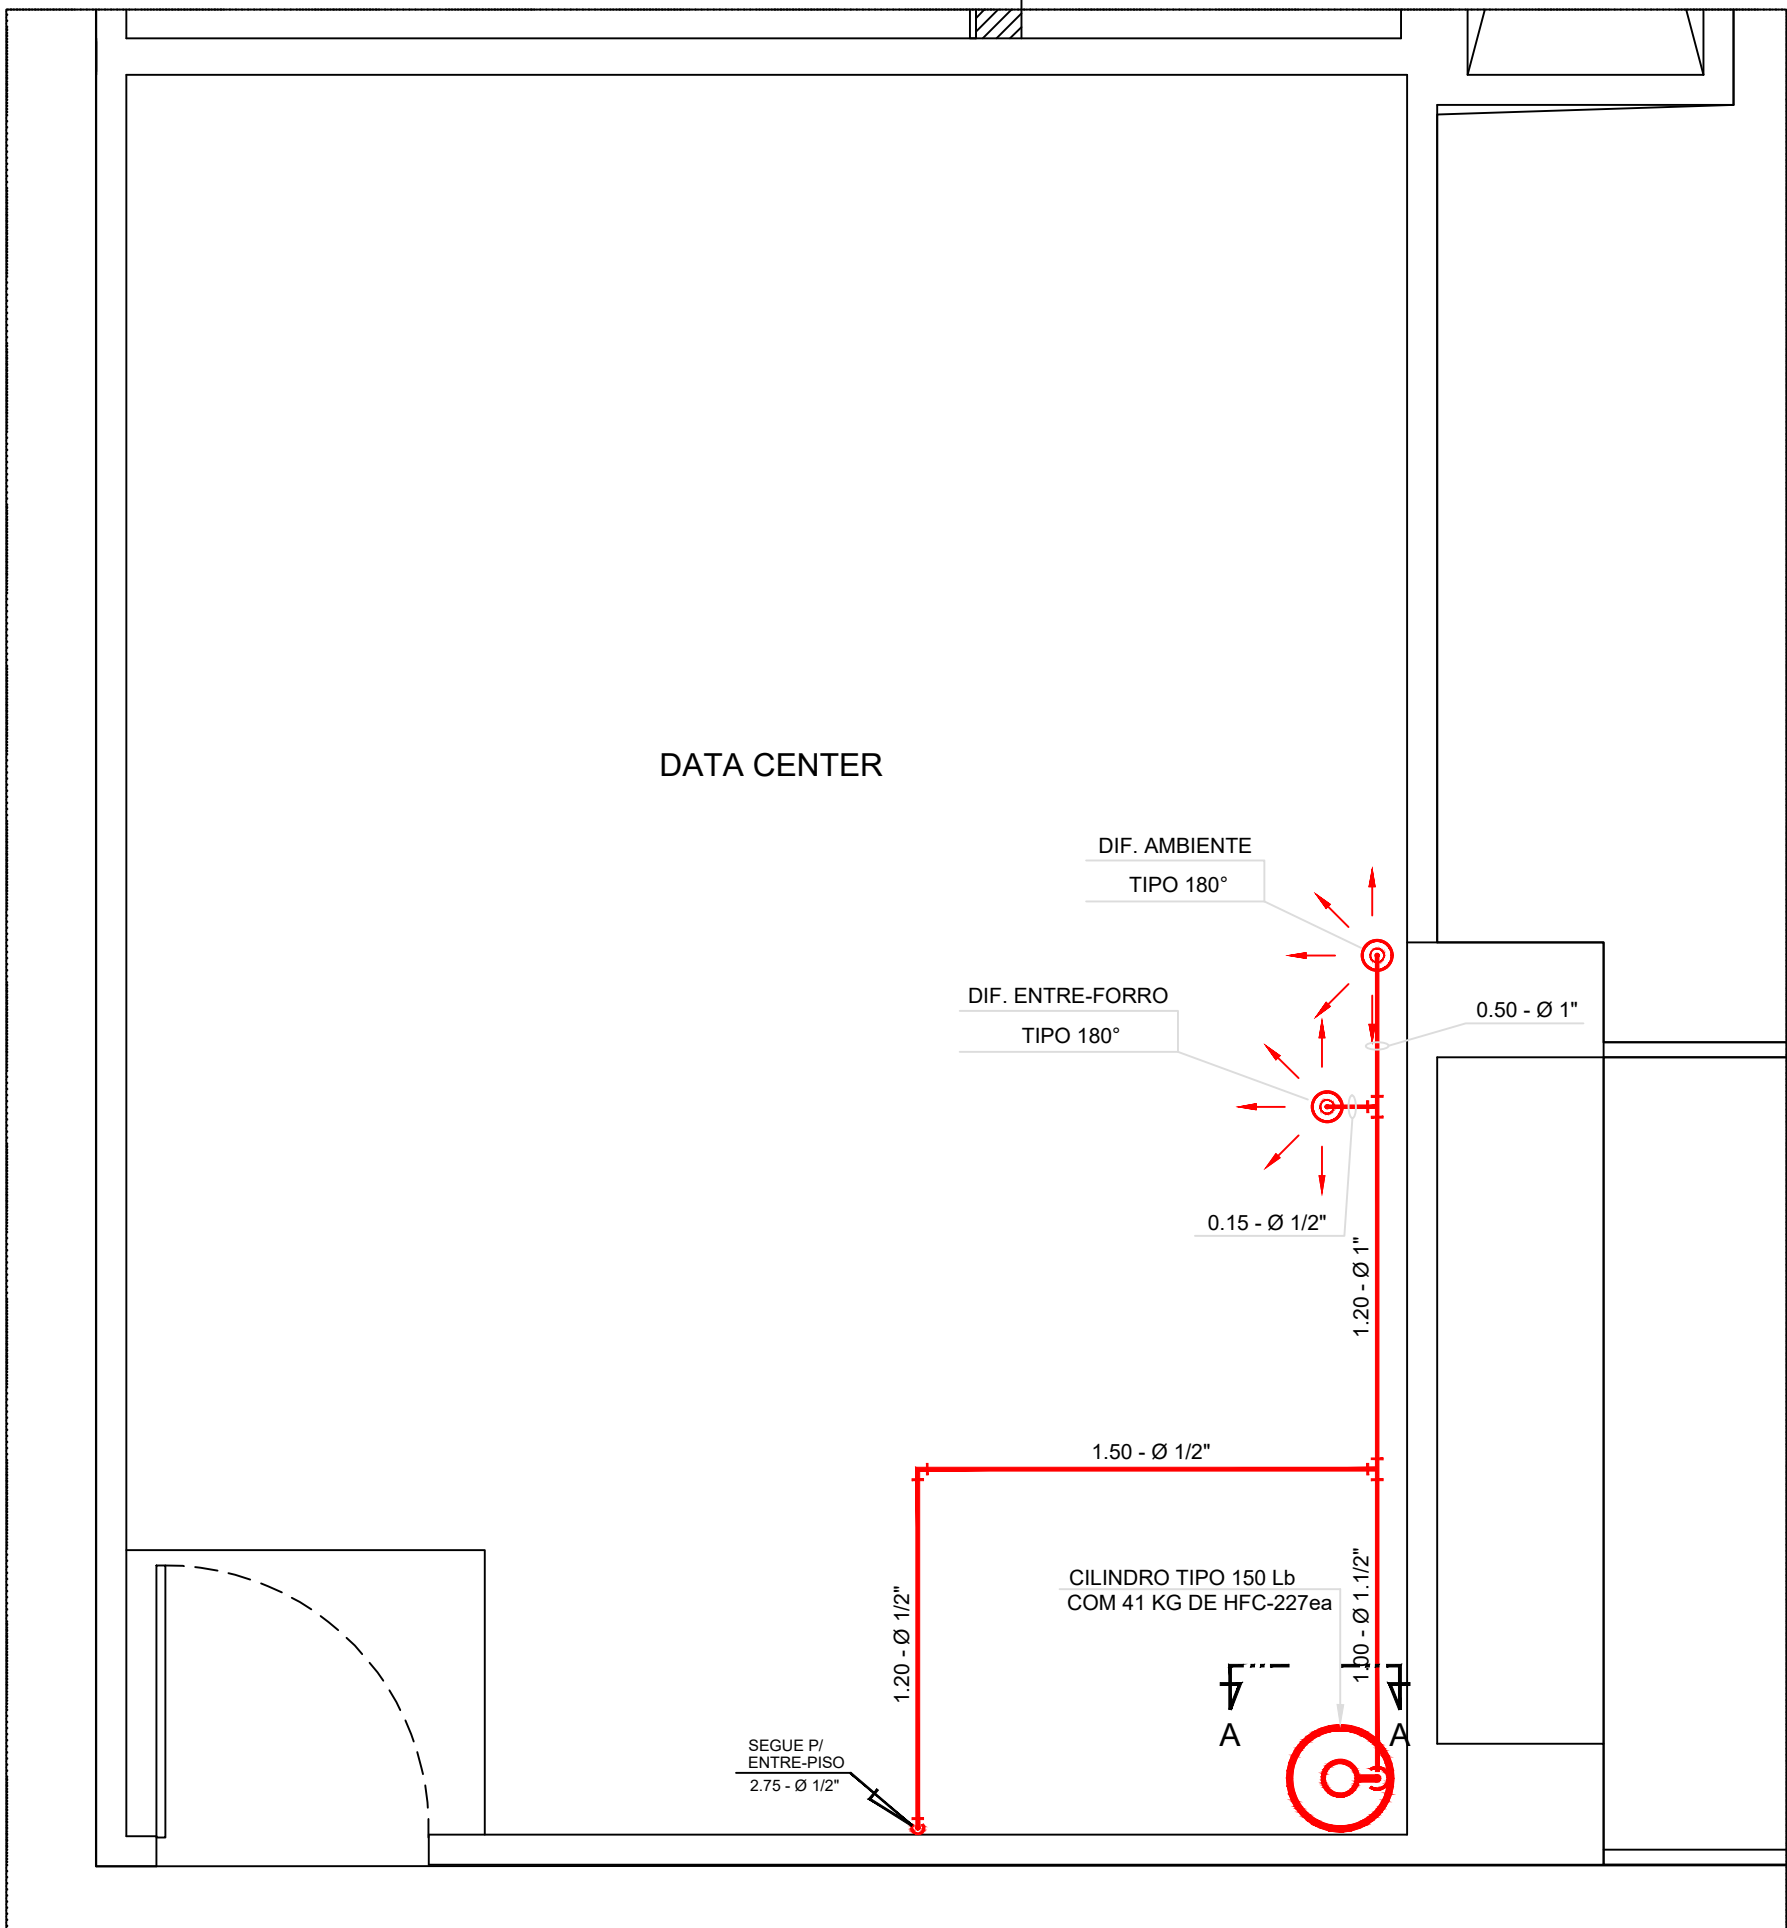 DATA CENTER
DIF. AMBIENTE
TIPO 180°
DIF. ENTRE-FORRO
TIPO 180°
0.50 - Ø 1"
0.15 - Ø 1/2"
1.20 - Ø 1"
1.50 - Ø 1/2"
1.20 - Ø 1/2"
CILINDRO TIPO 150 Lb
COM 41 KG DE HFC-227ea
1.00 - Ø 1.1/2"
A
A
SEGUE P/
ENTRE-PISO
2.75 - Ø 1/2"